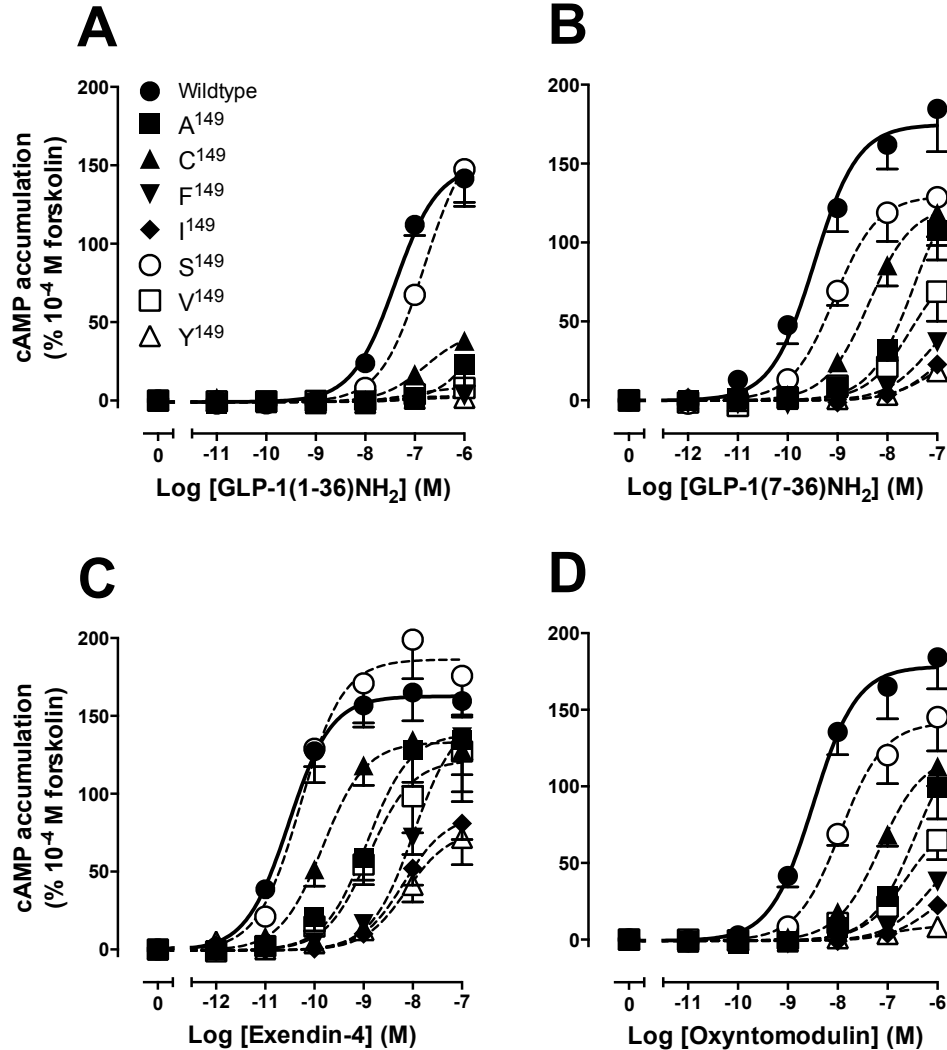 A
B
200
150
100
50
0
cAMP accumulation
(% 10⁻⁴ M forskolin)
Wildtype
A¹⁴⁹
C¹⁴⁹
F¹⁴⁹
I¹⁴⁹
S¹⁴⁹
V¹⁴⁹
Y¹⁴⁹
0 -11 -10 -9 -8 -7 -6
Log [GLP-1(1-36)NH₂] (M)
200
150
100
50
0
0 -12 -11 -10 -9 -8 -7
Log [GLP-1(7-36)NH₂] (M)
C
D
200
150
100
50
0
cAMP accumulation
(% 10⁻⁴ M forskolin)
0 -12 -11 -10 -9 -8 -7
Log [Exendin-4] (M)
200
150
100
50
0
0 -11 -10 -9 -8 -7 -6
Log [Oxyntomodulin] (M)